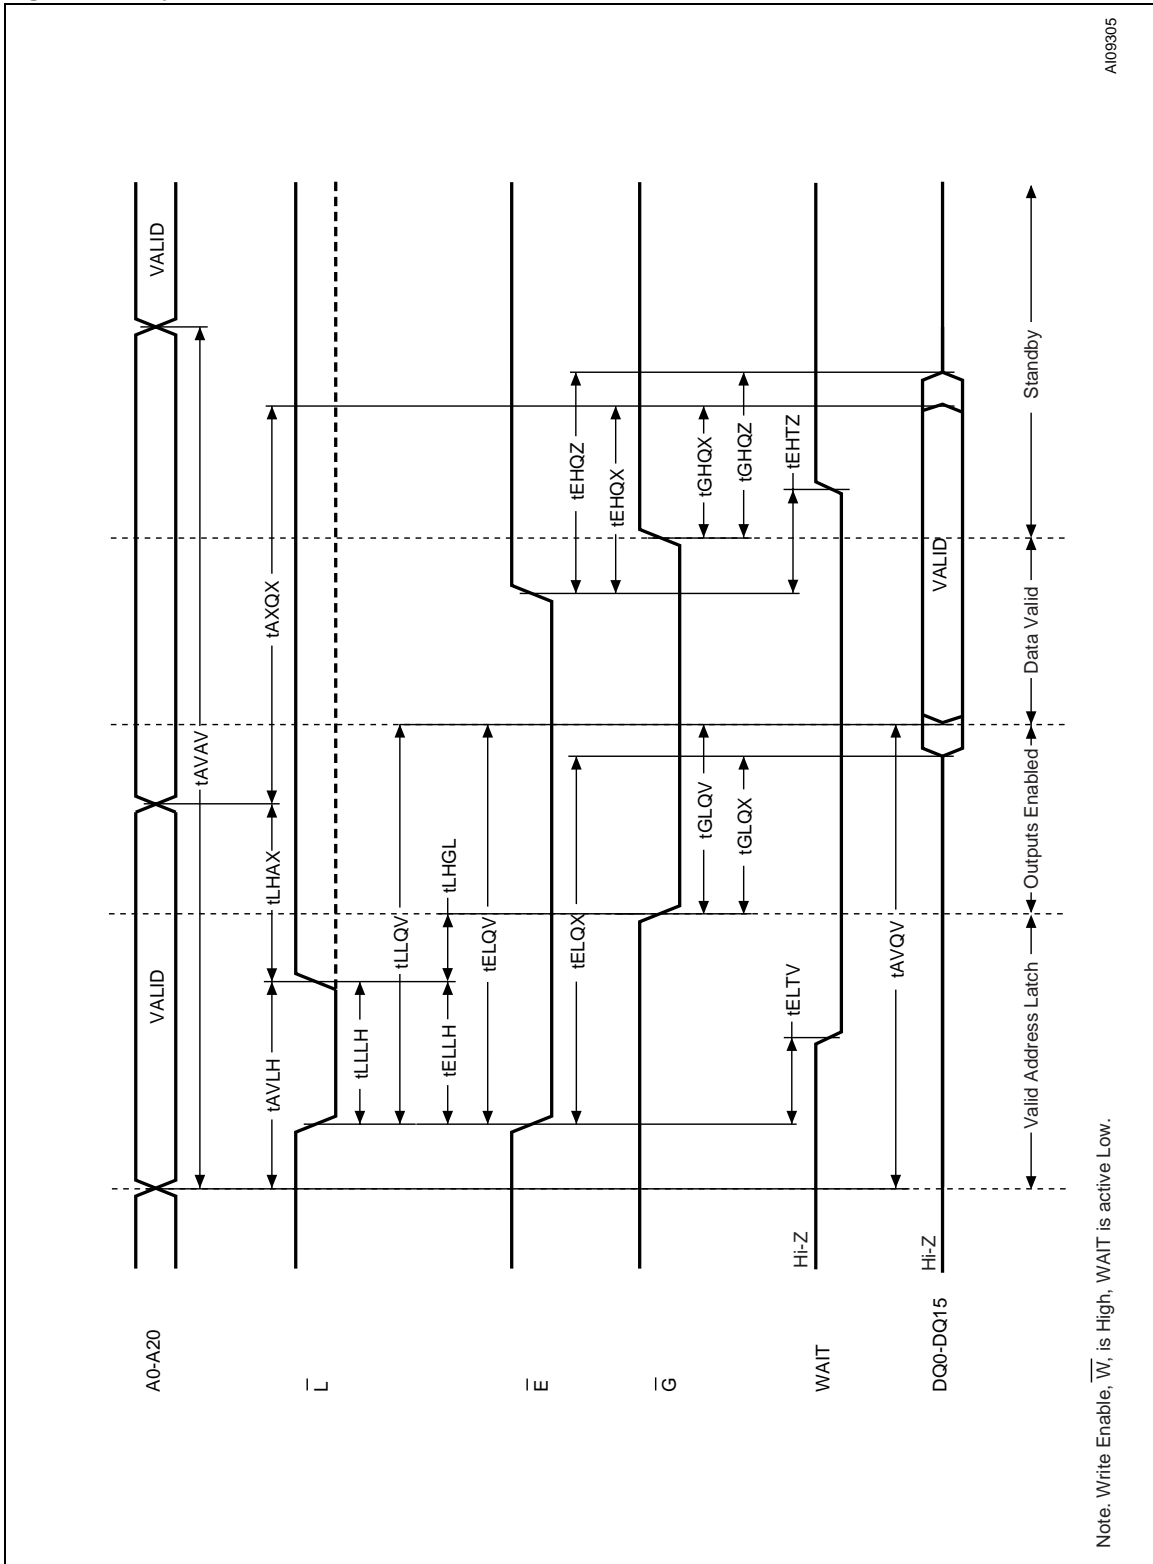 A0-A20
VALID
VALID
tAVAV
tAVLH
tLHAX
tAXQX
L
tLLLH
tLLQV
tELLH
tLHGL
tELQV
E
tELQX
tEHQZ
tEHQX
G
tGLQV
tGHQX
tGLQX
tGHQZ
WAIT
Hi-Z
tELTV
tEHTZ
tAVQV
DQ0-DQ15
Hi-Z
VALID
Valid Address Latch
Outputs Enabled
Data Valid
Standby
Note. Write Enable, W, is High, WAIT is active Low.
AI09305